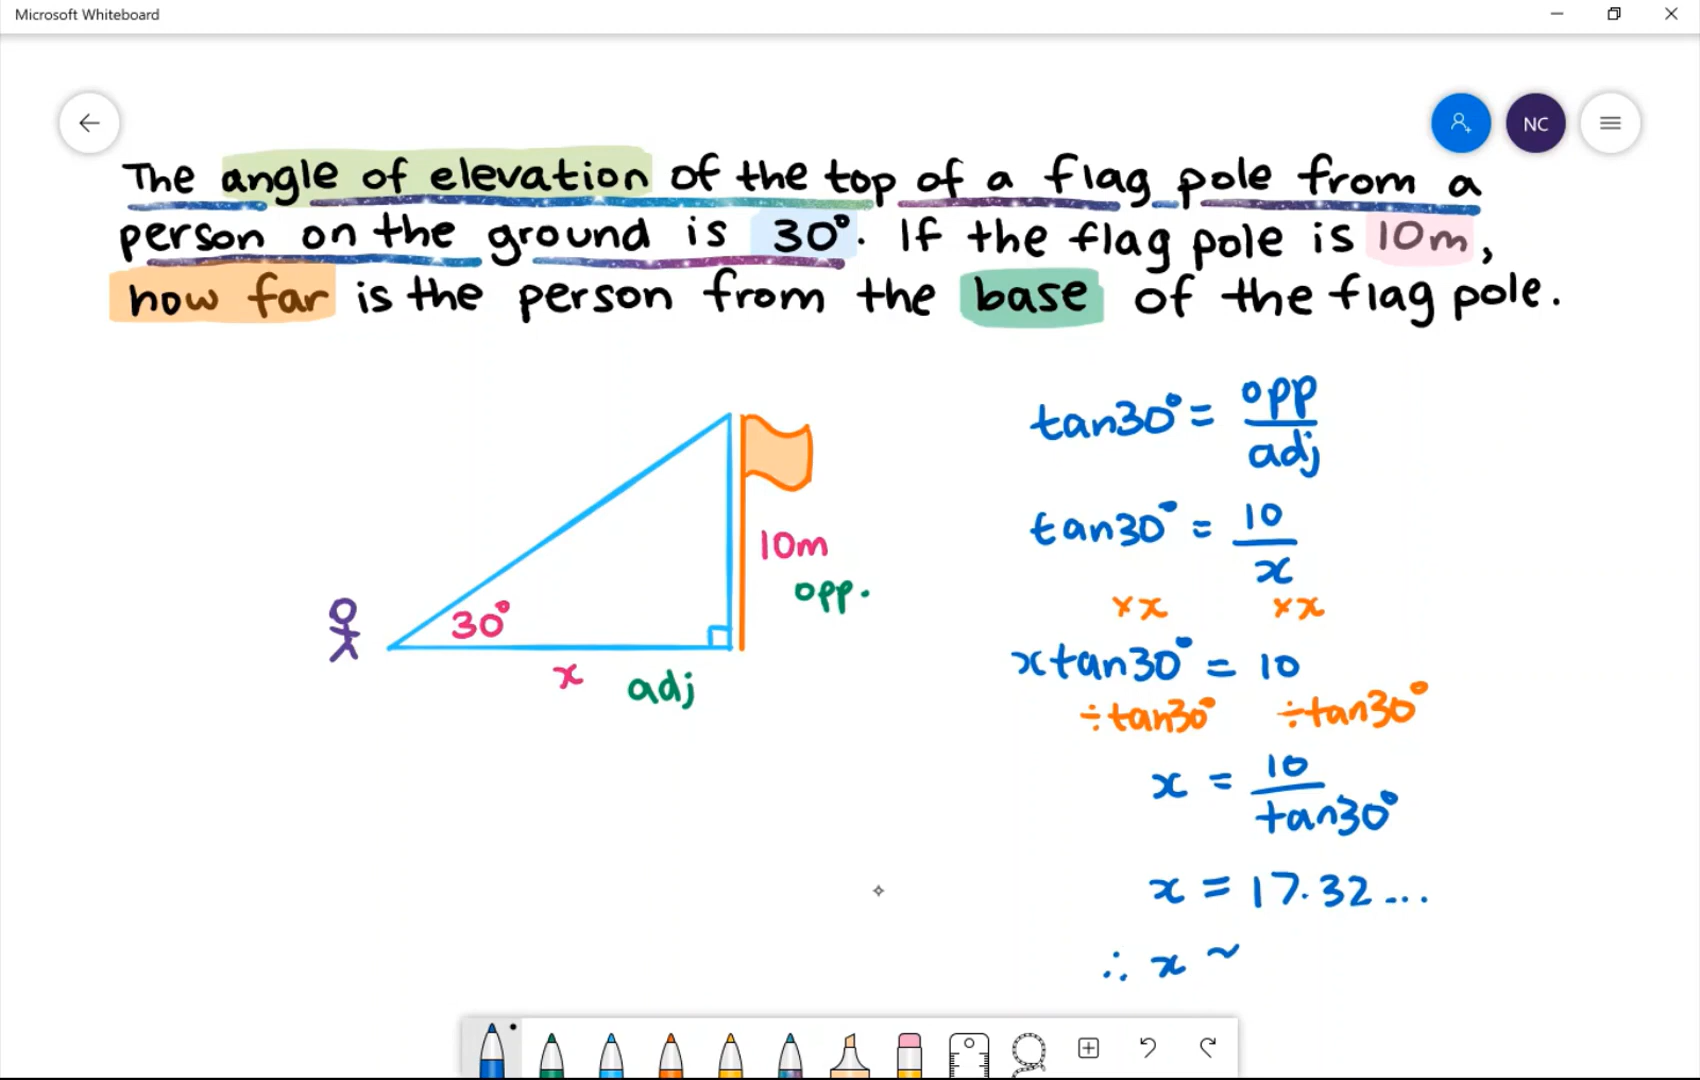 Microsoft Whiteboard
NC
The angle of elevation of the top of a flag pole from a
person on the ground is 30°. If the flag pole is 10m,
how far is the person from the base of the flag pole.
tan30° = opp/adj
tan30° = 10/x
×x ×x
xtan30° = 10
÷tan30° ÷tan30°
x = 10/tan30°
x = 17.32...
∴ x ~
10m
opp.
30°
x adj